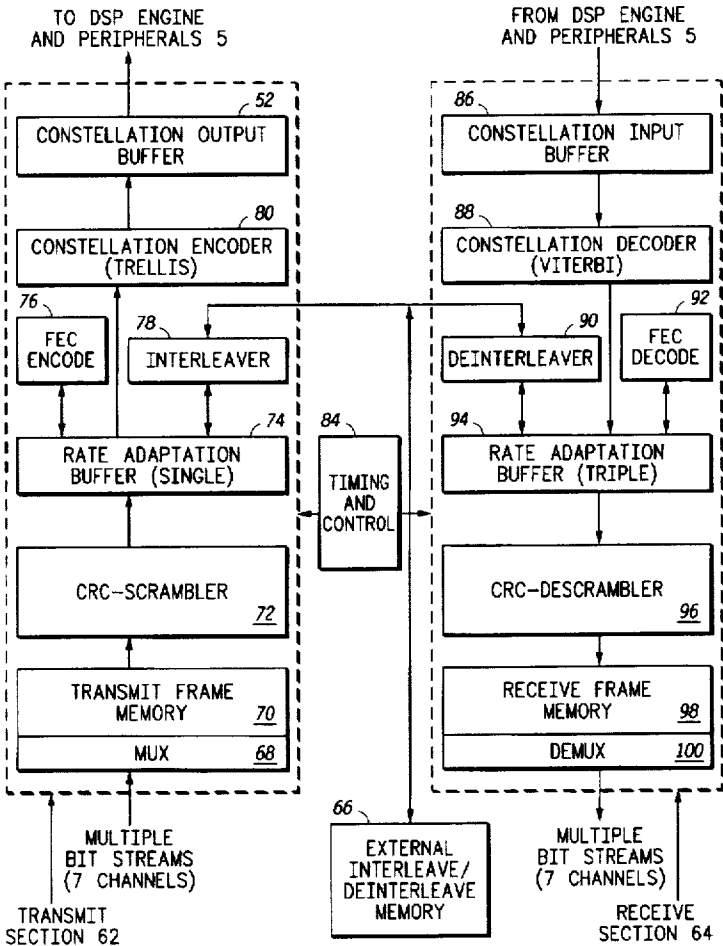 TO DSP ENGINE
AND PERIPHERALS 5
52
CONSTELLATION OUTPUT
BUFFER
80
CONSTELLATION ENCODER
(TRELLIS)
76
FEC
ENCODE
78
INTERLEAVER
74
RATE ADAPTATION
BUFFER (SINGLE)
CRC-SCRAMBLER
72
TRANSMIT FRAME
MEMORY
70
MUX
68
MULTIPLE
BIT STREAMS
(7 CHANNELS)
TRANSMIT
SECTION 62
84
TIMING
AND
CONTROL
66
EXTERNAL
INTERLEAVE/
DEINTERLEAVE
MEMORY
FROM DSP ENGINE
AND PERIPHERALS 5
86
CONSTELLATION INPUT
BUFFER
88
CONSTELLATION DECODER
(VITERBI)
90
DEINTERLEAVER
92
FEC
DECODE
94
RATE ADAPTATION
BUFFER (TRIPLE)
CRC-DESCRAMBLER
96
RECEIVE FRAME
MEMORY
98
DEMUX
100
MULTIPLE
BIT STREAMS
(7 CHANNELS)
RECEIVE
SECTION 64